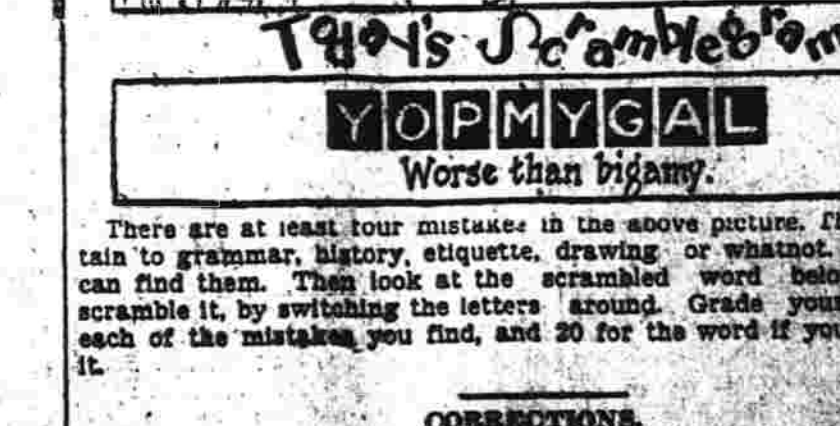 Today's Scramblegram
YOPMYGAL
Worse than bigamy.
There are at least four mistakes in the above picture.
tain to grammar, history, etiquette, drawing or whatnot.
can find them. Then look at the scrambled word
scramble it, by switching the letters around. Grade
each of the mistakes you find, and 20 for the word if
it.
CORRECTIONS.